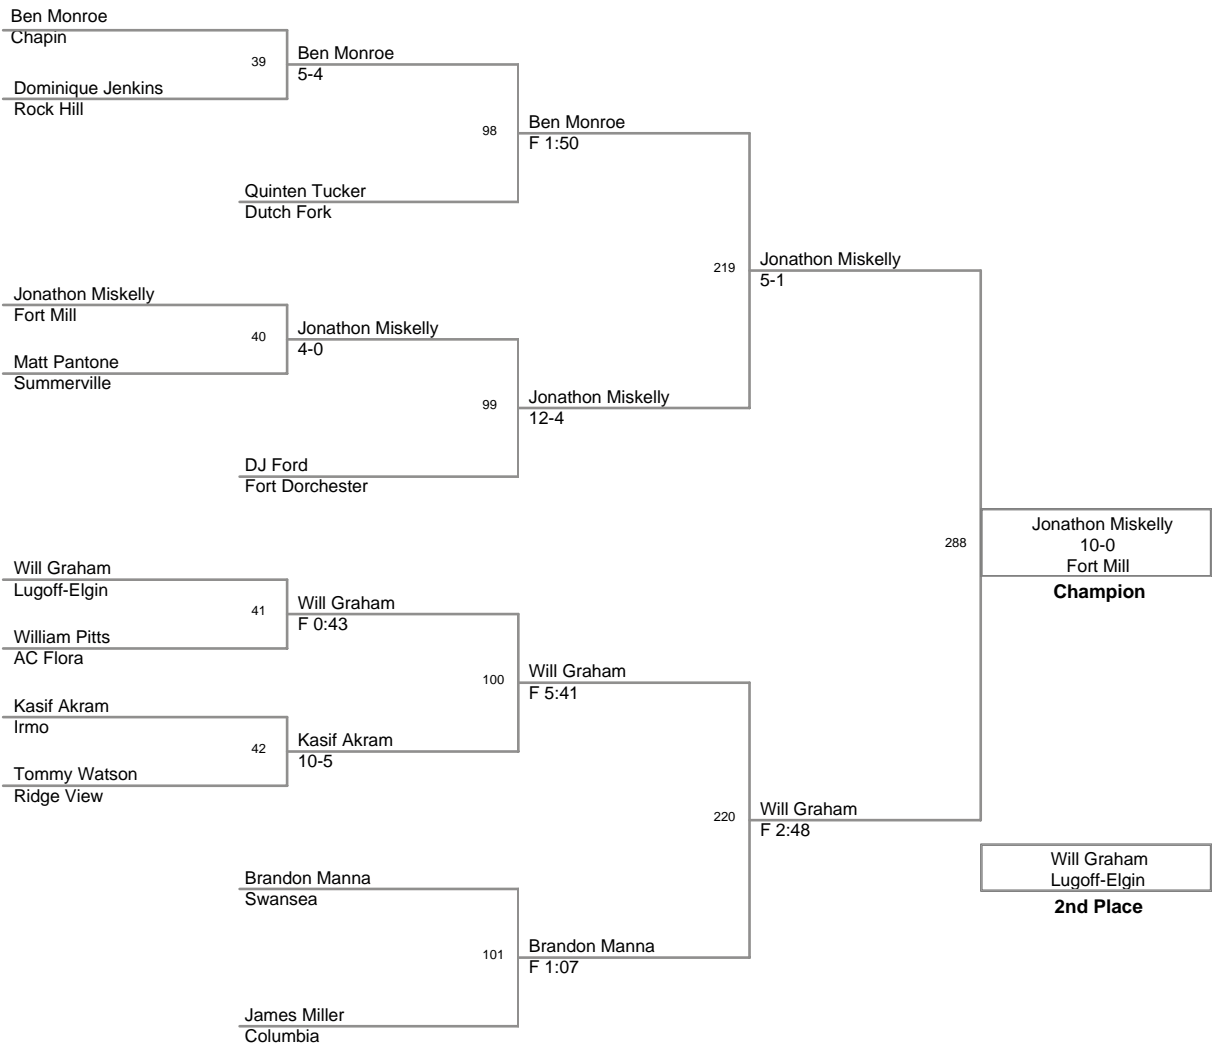 Ben Monroe
Chapin
39
Ben Monroe
5-4
Dominique Jenkins
Rock Hill
98
Ben Monroe
F 1:50
Quinten Tucker
Dutch Fork
219
Jonathon Miskelly
5-1
Jonathon Miskelly
Fort Mill
40
Jonathon Miskelly
4-0
Matt Pantone
Summerville
99
Jonathon Miskelly
12-4
DJ Ford
Fort Dorchester
288
Jonathon Miskelly
10-0
Fort Mill
Champion
Will Graham
Lugoff-Elgin
41
Will Graham
F 0:43
William Pitts
AC Flora
100
Will Graham
F 5:41
Kasif Akram
Irmo
42
Kasif Akram
10-5
Tommy Watson
Ridge View
220
Will Graham
F 2:48
Will Graham
Lugoff-Elgin
2nd Place
Brandon Manna
Swansea
101
Brandon Manna
F 1:07
James Miller
Columbia